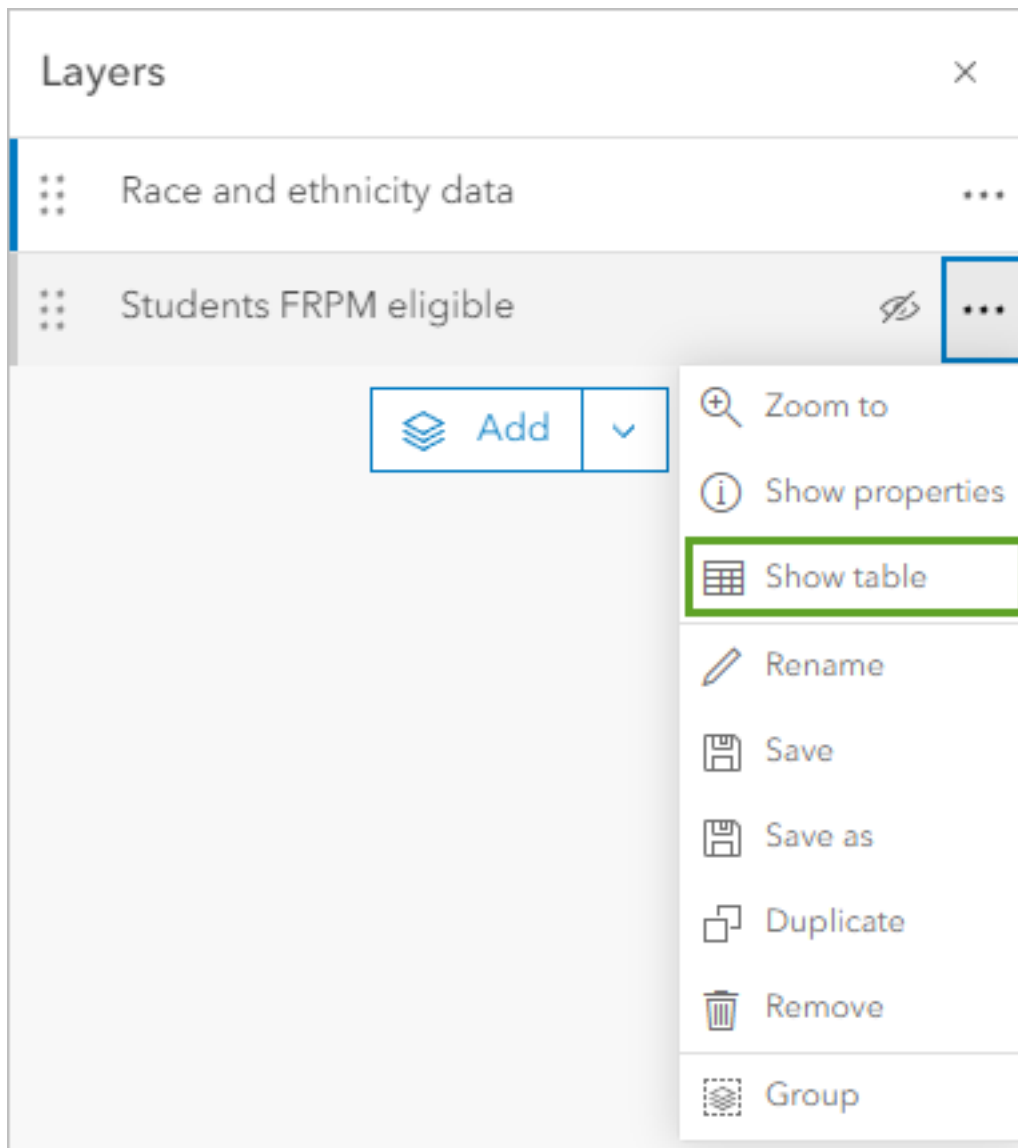 Layers
Race and ethnicity data
Students FRPM eligible
Add
Zoom to
Show properties
Show table
Rename
Save
Save as
Duplicate
Remove
Group